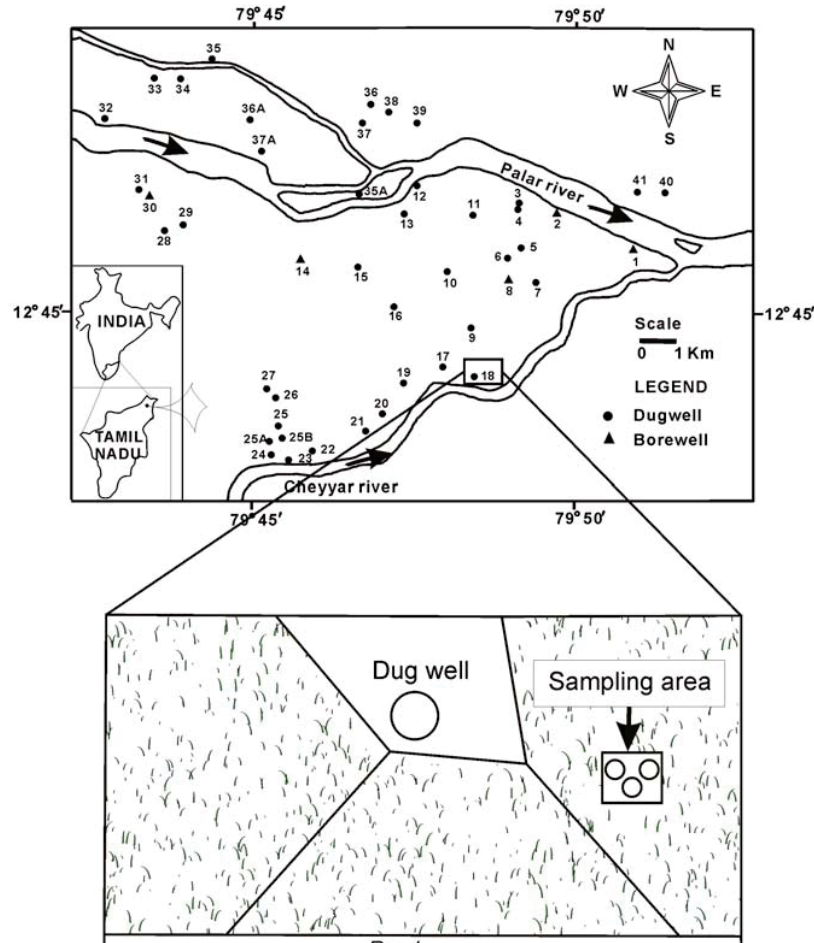 79°45′ 79°50′
35
33 34
36
38
39
32
36A
37
37A
N
W E
S
Palar river
31
30
35A
12
41 40
28 29
13
11
3
4
2
14
15
10
6 5
8 7
1
16
9
12°45′ 12°45′
INDIA
TAMIL
NADU
Scale
0 1 Km
LEGEND
Dugwell
Borewell
17
18
19
27
26
20
25
21
25A 25B
24 23 22
Cheyyar river
79°45′ 79°50′
Dug well
Sampling area